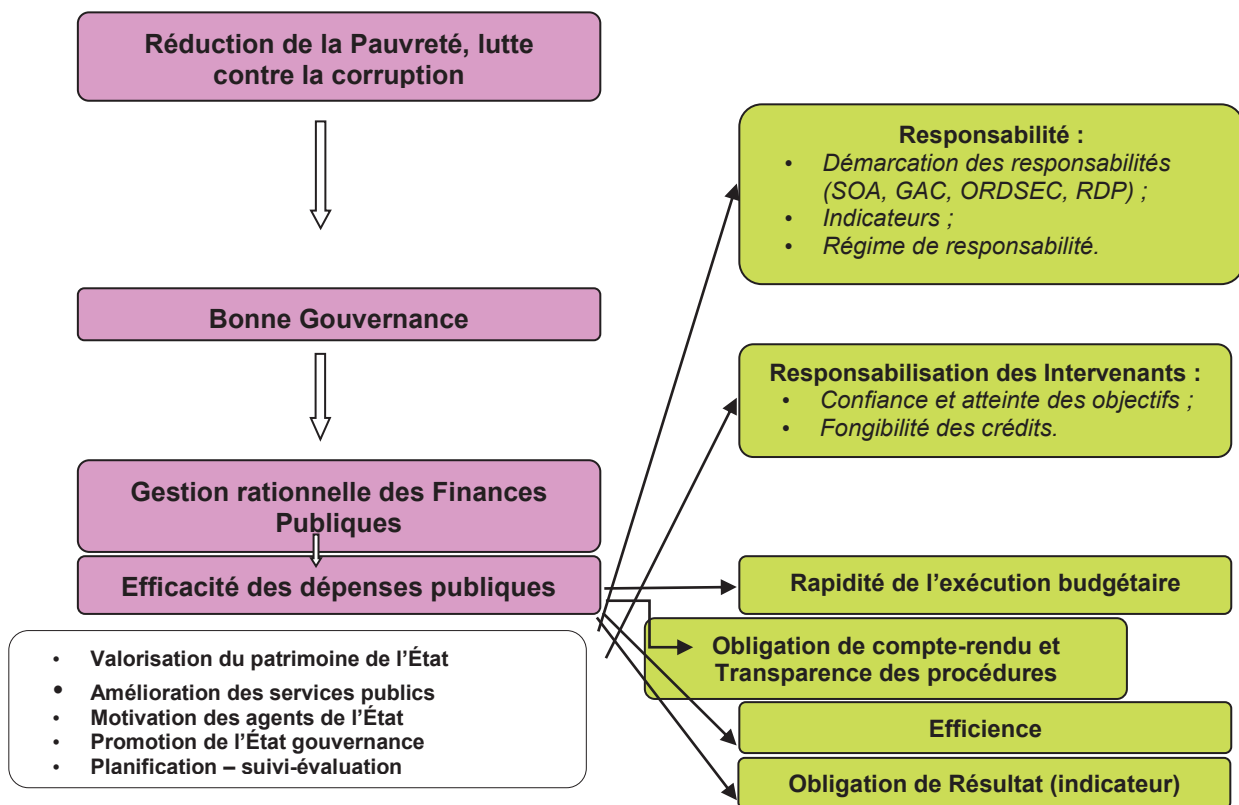 Réduction de la Pauvreté, lutte
contre la corruption
Bonne Gouvernance
Gestion rationnelle des Finances
Publiques
Efficacité des dépenses publiques
• Valorisation du patrimoine de l’État
• Amélioration des services publics
• Motivation des agents de l’État
• Promotion de l’État gouvernance
• Planification – suivi-évaluation
Responsabilité :
• Démarcation des responsabilités
(SOA, GAC, ORDSEC, RDP) ;
• Indicateurs ;
• Régime de responsabilité.
Responsabilisation des Intervenants :
• Confiance et atteinte des objectifs ;
• Fongibilité des crédits.
Rapidité de l’exécution budgétaire
Obligation de compte-rendu et
Transparence des procédures
Efficience
Obligation de Résultat (indicateur)